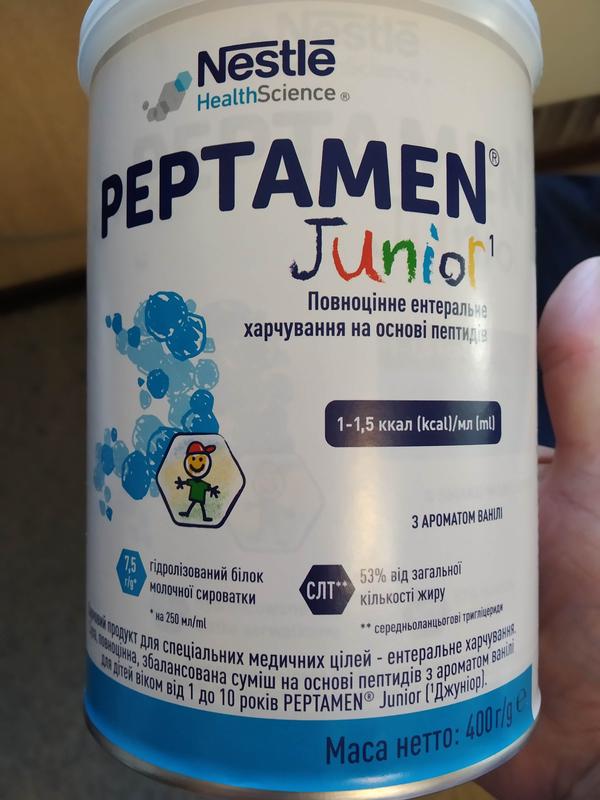 Nestlé
HealthScience®
PEPTAMEN®
Junior¹
Повноцінне ентеральне
харчування на основі пептидів
1-1,5 ккал (kcal)/мл (ml)
З АРОМАТОМ ВАНІЛІ
7,5
г/g*
гідролізований білок
молочної сироватки
* на 250 мл/ml
СЛТ**
53% від загальної
кількості жиру
** середньоланцюгові тригліцериди
продукт для спеціальних медичних цілей - ентеральне харчування.
повноцінна, збалансована суміш на основі пептидів з ароматом ванілі
для дітей віком від 1 до 10 років PEPTAMEN® Junior (¹Джуніор).
Маса нетто: 400 г/g ℮